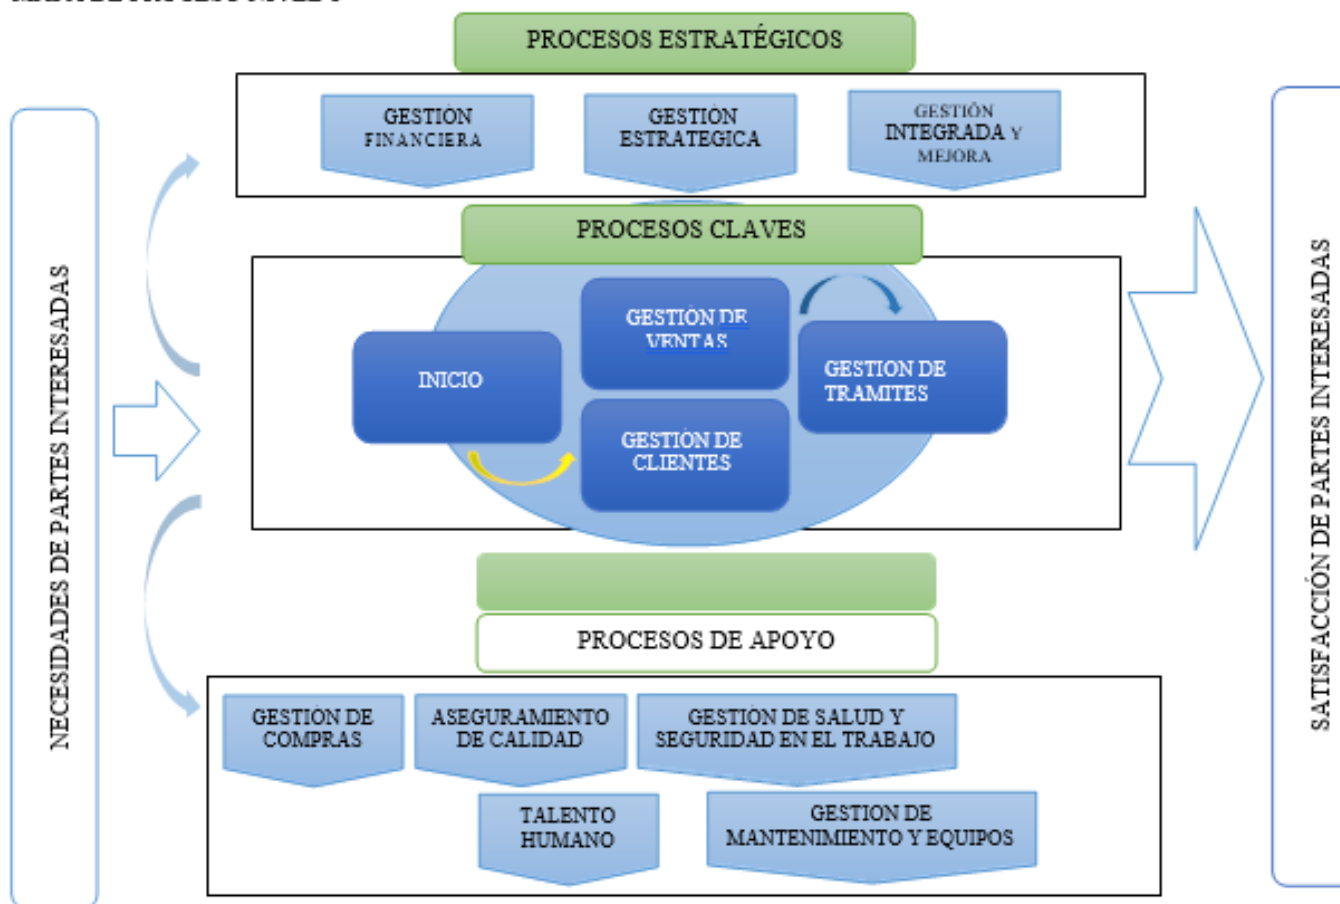 PROCESOS ESTRATÉGICOS
GESTIÓN
FINANCIERA
GESTIÓN
ESTRATEGICA
GESTIÓN
INTEGRADA Y
MEJORA
PROCESOS CLAVES
NECESIDADES DE PARTES INTERESADAS
INICIO
GESTIÓN DE
VENTAS
GESTIÓN DE
CLIENTES
GESTION DE
TRAMITES
SATISFACCIÓN DE PARTES INTERESADAS
PROCESOS DE APOYO
GESTIÓN DE
COMPRAS
ASEGURAMIENTO
DE CALIDAD
GESTIÓN DE SALUD Y
SEGURIDAD EN EL TRABAJO
TALENTO
HUMANO
GESTION DE
MANTENIMIENTO Y EQUIPOS